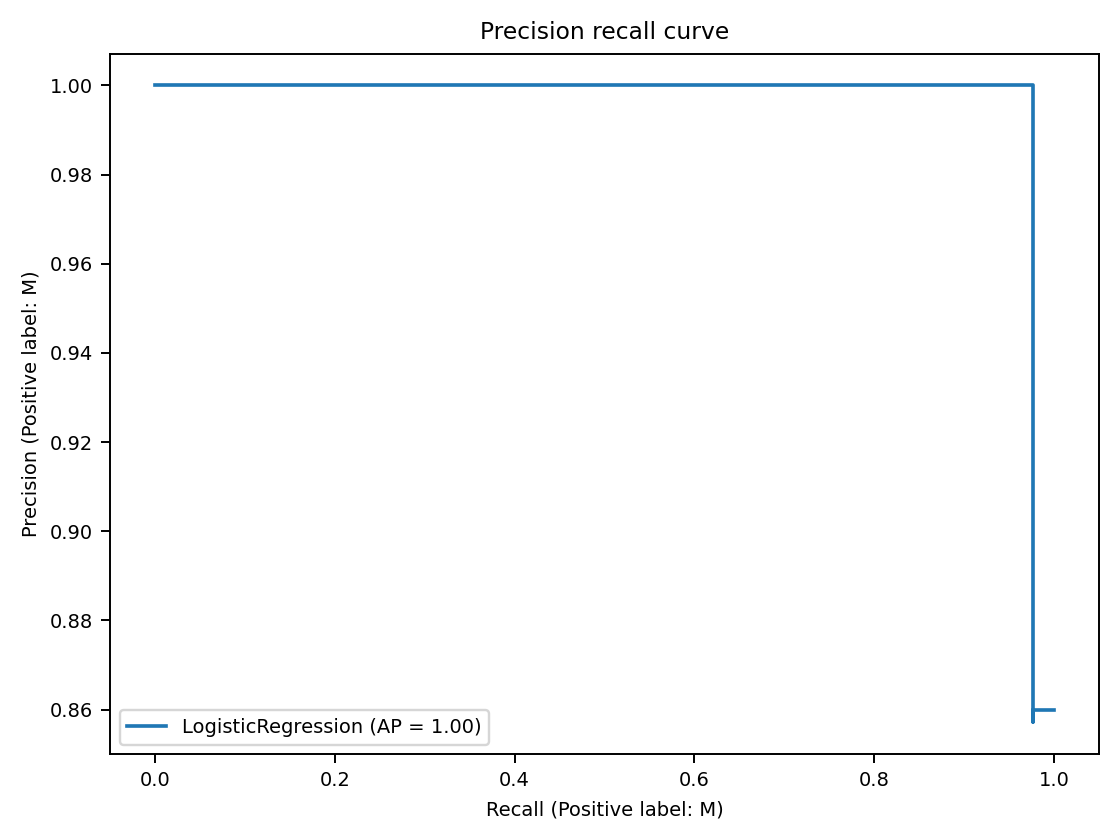 Precision recall curve
1.00
0.98
0.96
0.94
0.92
0.90
0.88
0.86
Precision (Positive label: M)
LogisticRegression (AP = 1.00)
0.0 0.2 0.4 0.6 0.8 1.0
Recall (Positive label: M)